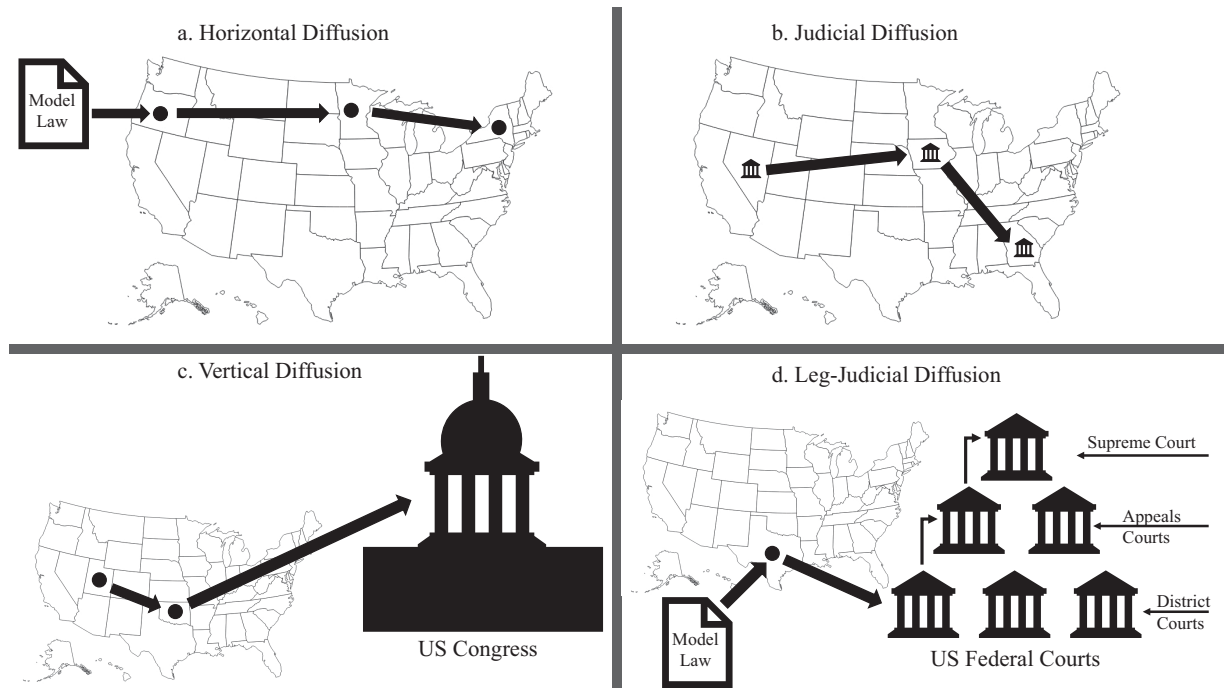 a. Horizontal Diffusion
Model
Law
b. Judicial Diffusion
c. Vertical Diffusion
US Congress
d. Leg-Judicial Diffusion
Supreme Court
Appeals
Courts
District
Courts
Model
Law
US Federal Courts